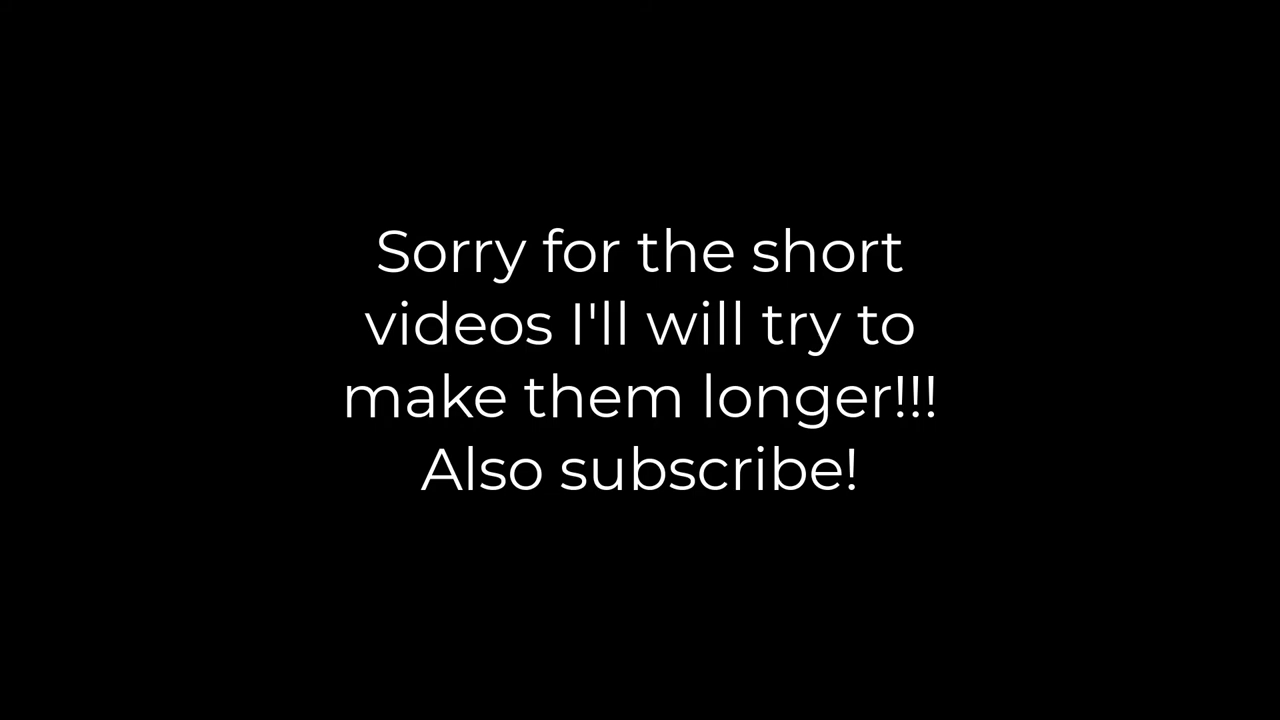 Sorry for the short
videos I'll will try to
make them longer!!!
Also subscribe!